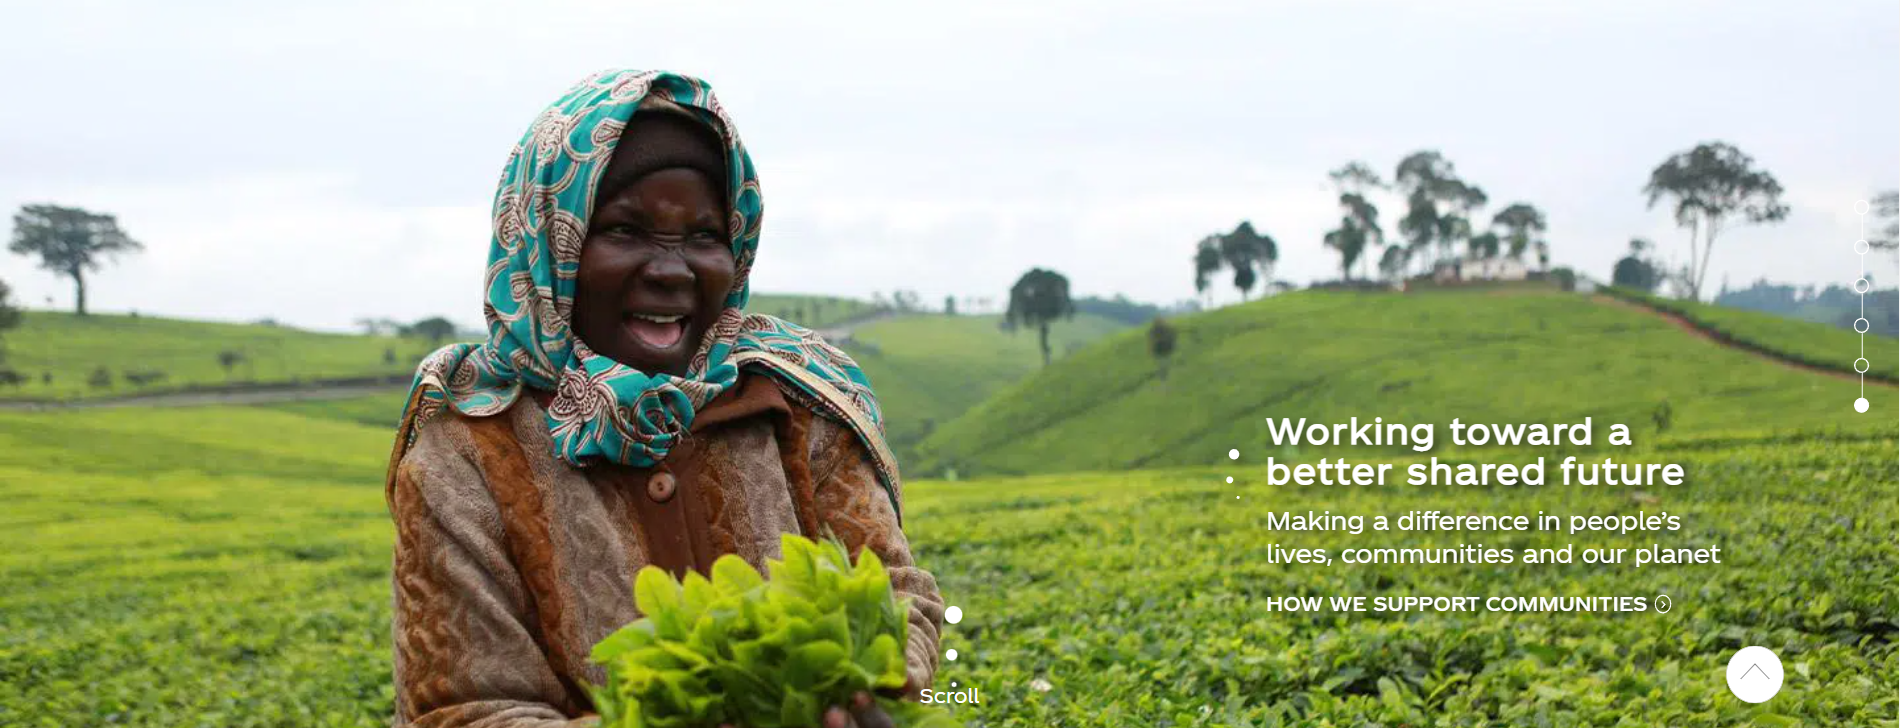 Working toward a
better shared future
Making a difference in people's
lives, communities and our planet
HOW WE SUPPORT COMMUNITIES
Scroll